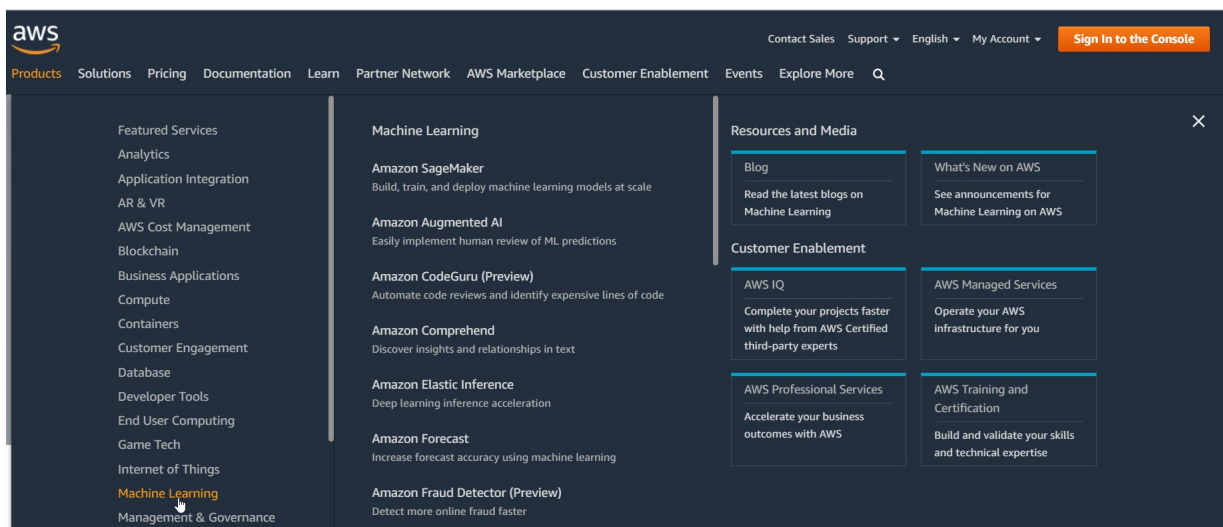 aws
Contact Sales Support English My Account Sign In to the Console
Products Solutions Pricing Documentation Learn Partner Network AWS Marketplace Customer Enablement Events Explore More
Featured Services
Analytics
Application Integration
AR & VR
AWS Cost Management
Blockchain
Business Applications
Compute
Containers
Customer Engagement
Database
Developer Tools
End User Computing
Game Tech
Internet of Things
Machine Learning
Management & Governance
Machine Learning
Amazon SageMaker
Build, train, and deploy machine learning models at scale
Amazon Augmented AI
Easily implement human review of ML predictions
Amazon CodeGuru (Preview)
Automate code reviews and identify expensive lines of code
Amazon Comprehend
Discover insights and relationships in text
Amazon Elastic Inference
Deep learning inference acceleration
Amazon Forecast
Increase forecast accuracy using machine learning
Amazon Fraud Detector (Preview)
Detect more online fraud faster
Resources and Media
Blog
Read the latest blogs on
Machine Learning
What's New on AWS
See announcements for
Machine Learning on AWS
Customer Enablement
AWS IQ
Complete your projects faster
with help from AWS Certified
third-party experts
AWS Managed Services
Operate your AWS
infrastructure for you
AWS Professional Services
Accelerate your business
outcomes with AWS
AWS Training and
Certification
Build and validate your skills
and technical expertise